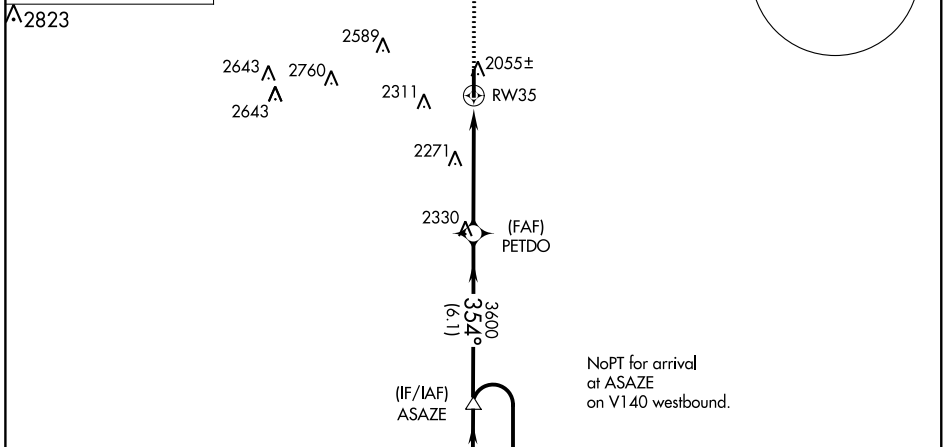 2823
2589
2055±
2643
2760
2311
RW35
2643
2271
2330
(FAF)
PETDO
3600
354°
(6.1)
NoPT for arrival
at ASAZE
on V140 westbound.
(IF/IAF)
ASAZE